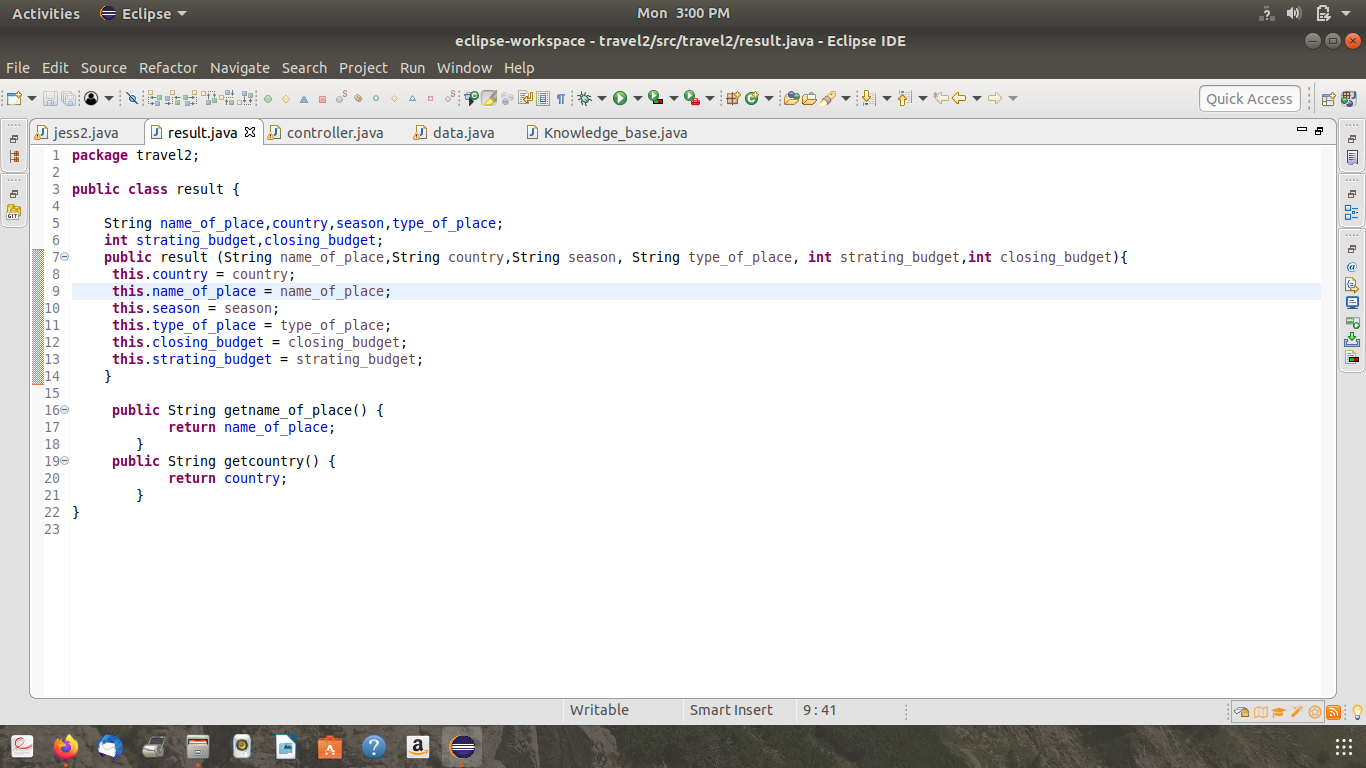 Activities Eclipse Mon 3:00 PM
eclipse-workspace - travel2/src/travel2/result.java - Eclipse IDE
File Edit Source Refactor Navigate Search Project Run Window Help
Quick Access
jess2.java result.java controller.java data.java Knowledge_base.java
1 package travel2;
2
3 public class result {
4
5 String name_of_place,country,season,type_of_place;
6 int strating_budget,closing_budget;
7 public result (String name_of_place,String country,String season, String type_of_place, int strating_budget,int closing_budget){
8 this.country = country;
9 this.name_of_place = name_of_place;
10 this.season = season;
11 this.type_of_place = type_of_place;
12 this.closing_budget = closing_budget;
13 this.strating_budget = strating_budget;
14 }
15
16 public String getname_of_place() {
17 return name_of_place;
18 }
19 public String getcountry() {
20 return country;
21 }
22 }
23
Writable Smart Insert 9 : 41